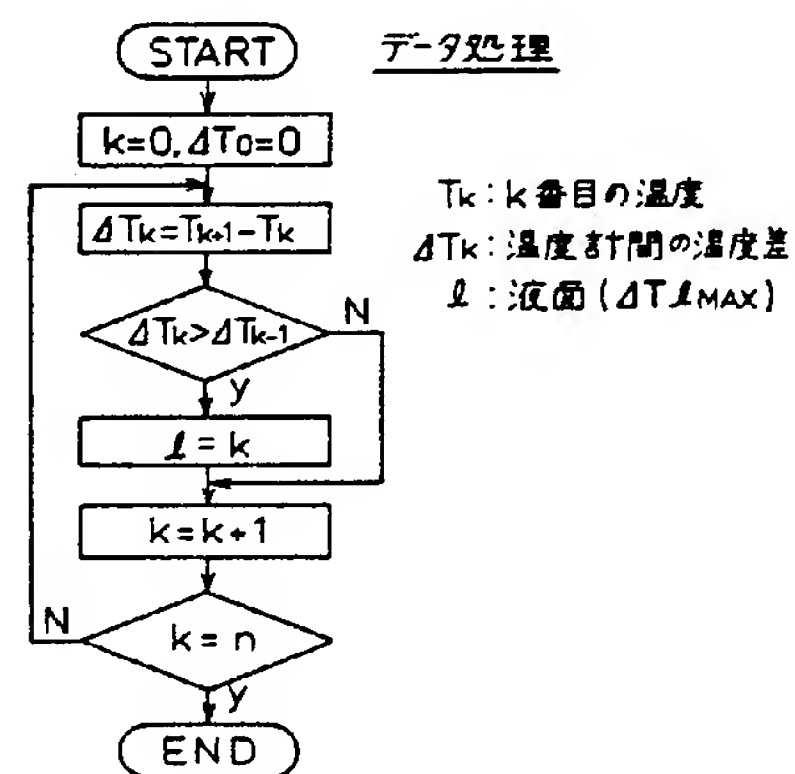 START
データ処理
k=0, ΔT0=0
ΔTk=Tk+1-Tk
ΔTk>ΔTk-1
N
y
l=k
k=k+1
k=n
N
y
END
Tk:k番目の温度
ΔTk:温度計間の温度差
l:液面(ΔTlMAX)